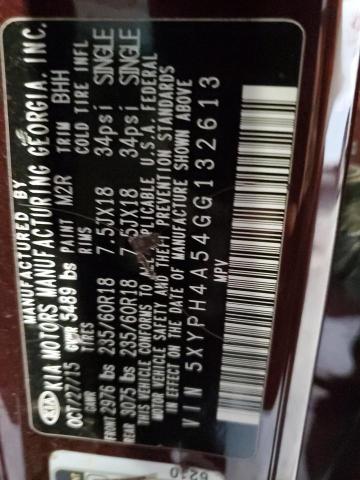 MANUFACTURED BY
KIA KIA MOTORS MANUFACTURING GEORGIA, INC.
OCT/27/15 GVWR 5489 lbs PAINT M2R TRIM BHH
GAWR TIRES RIMS COLD TIRE INFL
FRONT 2976 lbs 235/60R18 7.5JX18 34psi SINGLE
REAR 3075 lbs 235/60R18 7.5JX18 34psi SINGLE
THIS VEHICLE CONFORMS TO APPLICABLE U.S.A. FEDERAL
MOTOR VEHICLE SAFETY AND THEFT PREVENTION STANDARDS
IN EFFECT ON THE DATE OF MANUFACTURE SHOWN ABOVE
VIN 5XYPH4A54GG132613
MPV